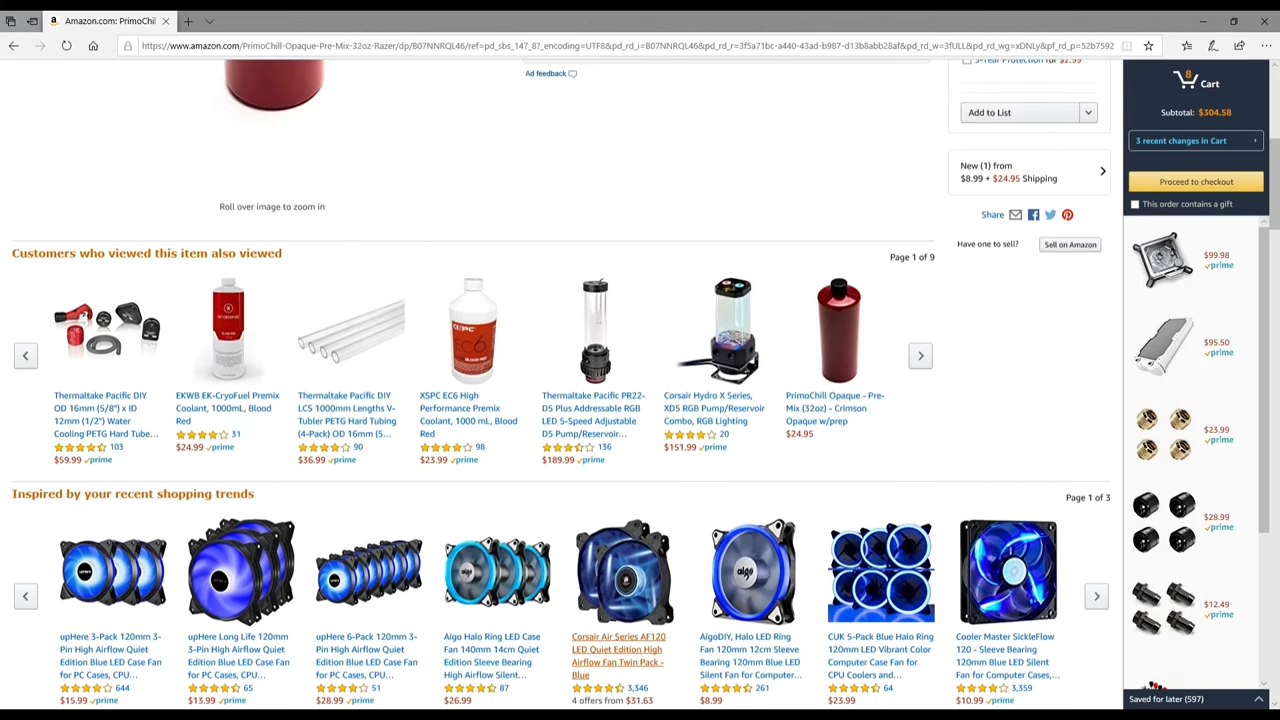 Amazon.com: PrimoChil
https://www.amazon.com/PrimoChill-Opaque-Pre-Mix-32oz-Razer/dp/B07NNRQL46/ref=pd_sbs_147_8?_encoding=UTF8&pd_rd_i=B07NNRQL46&pd_rd_r=3f5a71bc-a440-43ad-b987-d13b8abb28af&pd_rd_w=3fULL&pd_rd_wg=xDNLy&pf_rd_p=52b7592
8
Cart
Subtotal: $304.58
3 recent changes in Cart
Proceed to checkout
This order contains a gift
3-Year Protection for $2.99
Ad feedback
Add to List
New (1) from
$8.99 + $24.95 Shipping
Roll over image to zoom in
Share
Have one to sell?
Sell on Amazon
Customers who viewed this item also viewed
Page 1 of 9
Thermaltake Pacific DIY
OD 16mm (5/8") x ID
12mm (1/2") Water
Cooling PETG Hard Tube...
103
$59.99 prime
EKWB EK-CryoFuel Premix
Coolant, 1000mL, Blood
Red
31
$24.99 prime
Thermaltake Pacific DIY
LCS 1000mm Lengths V-
Tubler PETG Hard Tubing
(4-Pack) OD 16mm (5...
90
$36.99 prime
EC6
XSPC EC6 High
Performance Premix
Coolant, 1000 mL, Blood
Red
98
$23.99 prime
Thermaltake Pacific PR22-
D5 Plus Addressable RGB
LED 5-Speed Adjustable
D5 Pump/Reservoir...
136
$189.99 prime
Corsair Hydro X Series,
XD5 RGB Pump/Reservoir
Combo, RGB Lighting
20
$151.99 prime
PrimoChill Opaque - Pre-
Mix (32oz) - Crimson
Opaque w/prep
$24.95
Inspired by your recent shopping trends
Page 1 of 3
upHere 3-Pack 120mm 3-
Pin High Airflow Quiet
Edition Blue LED Case Fan
for PC Cases, CPU...
644
$15.99 prime
upHere Long Life 120mm
3-Pin High Airflow Quiet
Edition Blue LED Case Fan
for PC Cases, CPU...
65
$13.99 prime
upHere 6-Pack 120mm 3-
Pin High Airflow Quiet
Edition Blue LED Case Fan
for PC Cases, CPU...
51
$28.99 prime
Aigo Halo Ring LED Case
Fan 140mm 14cm Quiet
Edition Sleeve Bearing
High Airflow Silent...
87
$26.99
Corsair Air Series AF120
LED Quiet Edition High
Airflow Fan Twin Pack -
Blue
3,346
4 offers from $31.63
aigo
AigoDIY, Halo LED Ring
Fan 120mm 12cm Sleeve
Bearing 120mm Blue LED
Silent Fan for Computer...
261
$8.99
CUK 5-Pack Blue Halo Ring
120mm LED Vibrant Color
Computer Case Fan for
CPU Coolers and...
64
$23.99
Cooler Master SickleFlow
120 - Sleeve Bearing
120mm Blue LED Silent
Fan for Computer Cases,...
3,359
$10.99 prime
$99.98
prime
$95.50
prime
$23.99
prime
$28.99
prime
$12.49
prime
Saved for later (597)